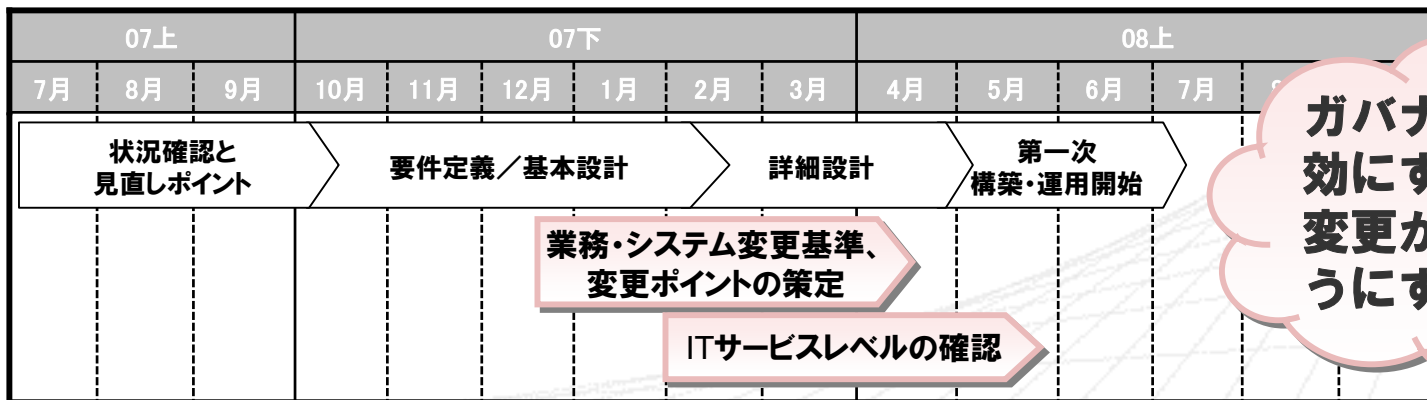 07上 07下 08上
7月 8月 9月 10月 11月 12月 1月 2月 3月 4月 5月 6月 7月
状況確認と
見直しポイント
要件定義／基本設計
詳細設計
第一次
構築・運用開始
業務・システム変更基準、
変更ポイントの策定
ITサービスレベルの確認
ガバナ
効にす
変更が
うにす